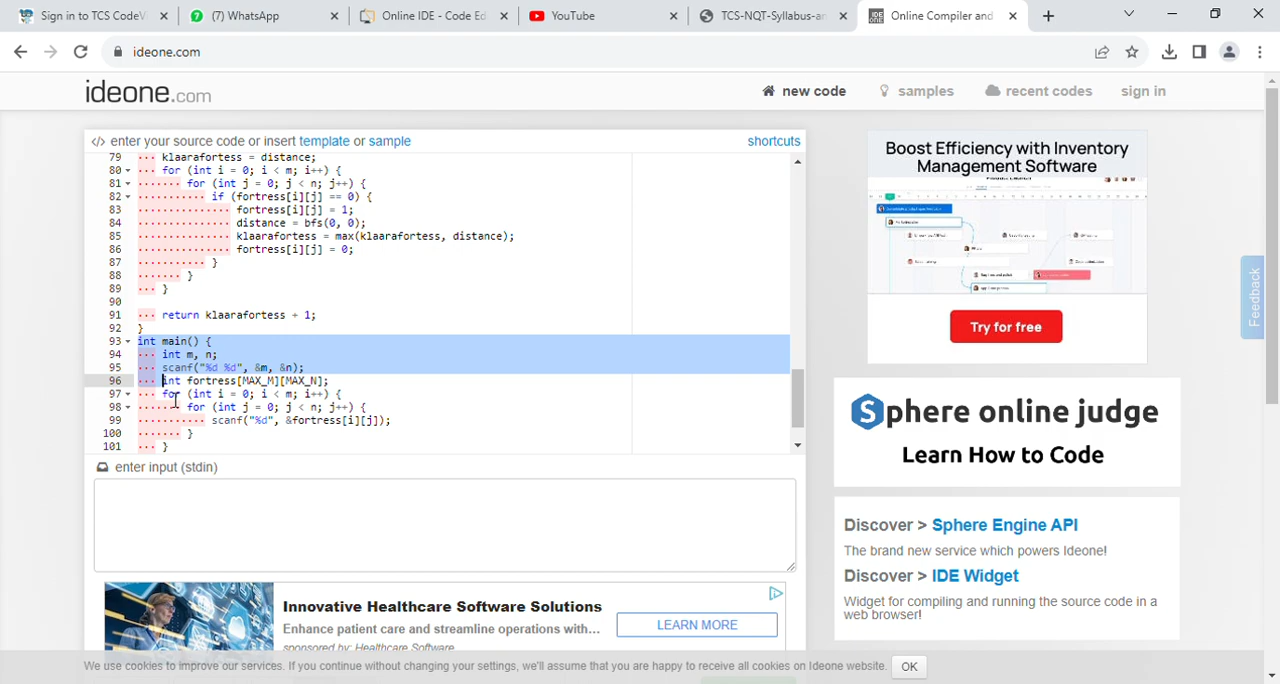 Sign in to TCS CodeV
(7) WhatsApp
Online IDE - Code Ed
YouTube
TCS-NQT-Syllabus-an
Online Compiler and
ideone.com
ideone.com
new code
samples
recent codes
sign in
</> enter your source code or insert template or sample
shortcuts
79 klaarafortess = distance;
80 for (int i = 0; i < m; i++) {
81 for (int j = 0; j < n; j++) {
82 if (fortress[i][j] == 0) {
83 fortress[i][j] = 1;
84 distance = bfs(0, 0);
85 klaarafortess = max(klaarafortess, distance);
86 fortress[i][j] = 0;
87 }
88 }
89 }
90
91 return klaarafortess + 1;
92 }
93 int main() {
94 int m, n;
95 scanf("%d %d", &m, &n);
96 int fortress[MAX_M][MAX_N];
97 for (int i = 0; i < m; i++) {
98 for (int j = 0; j < n; j++) {
99 scanf("%d", &fortress[i][j]);
100 }
101 }
enter input (stdin)
Innovative Healthcare Software Solutions
Enhance patient care and streamline operations with...
sponsored by: Healthcare Software
LEARN MORE
Boost Efficiency with Inventory
Management Software
Try for free
Feedback
Sphere online judge
Learn How to Code
Discover > Sphere Engine API
The brand new service which powers Ideone!
Discover > IDE Widget
Widget for compiling and running the source code in a
web browser!
We use cookies to improve our services. If you continue without changing your settings, we'll assume that you are happy to receive all cookies on Ideone website.
OK